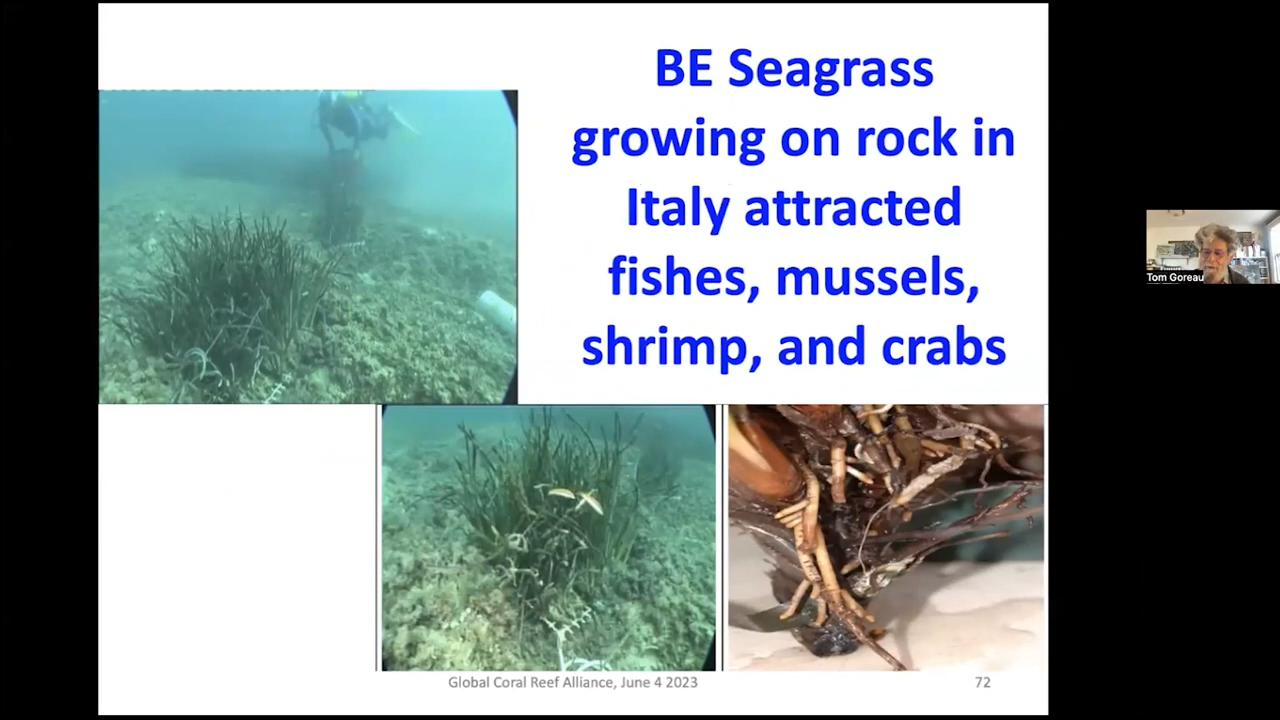 BE Seagrass
growing on rock in
Italy attracted
fishes, mussels,
shrimp, and crabs
Tom Goreau
Global Coral Reef Alliance, June 4 2023
72